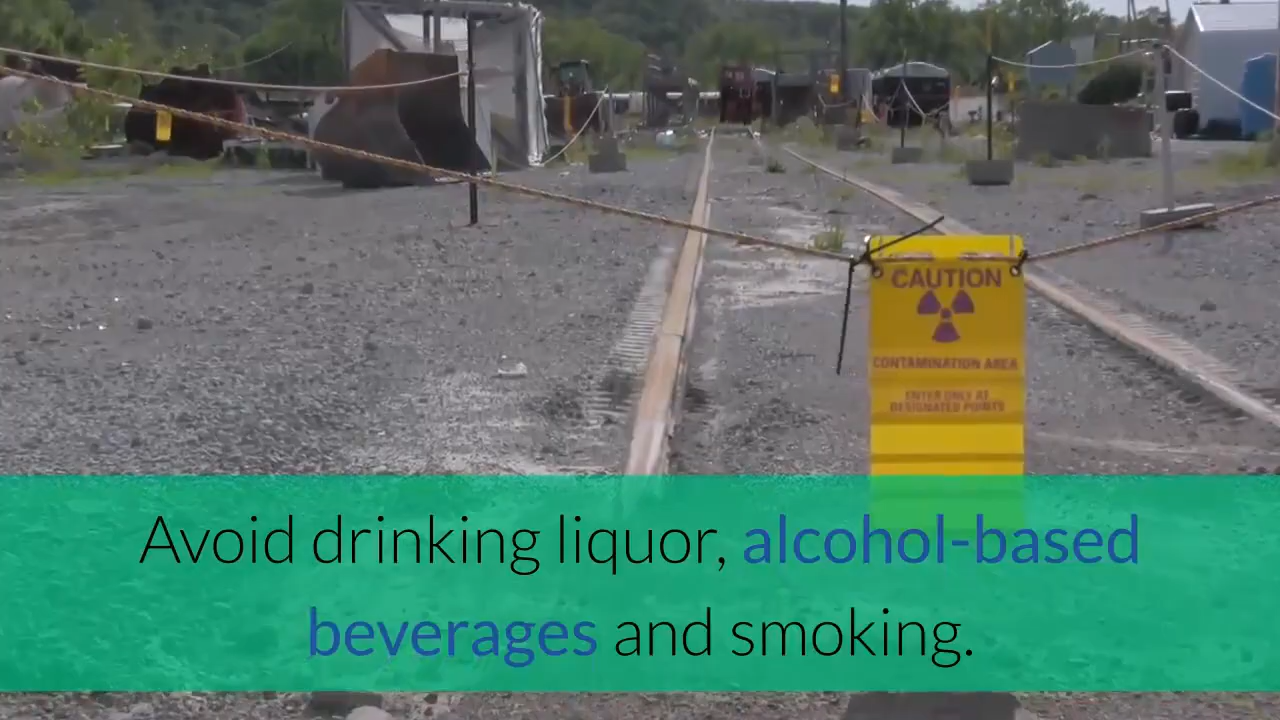 CAUTION
CONTAMINATION AREA
ENTER ONLY AT
DESIGNATED POINTS
Avoid drinking liquor, alcohol-based
beverages and smoking.